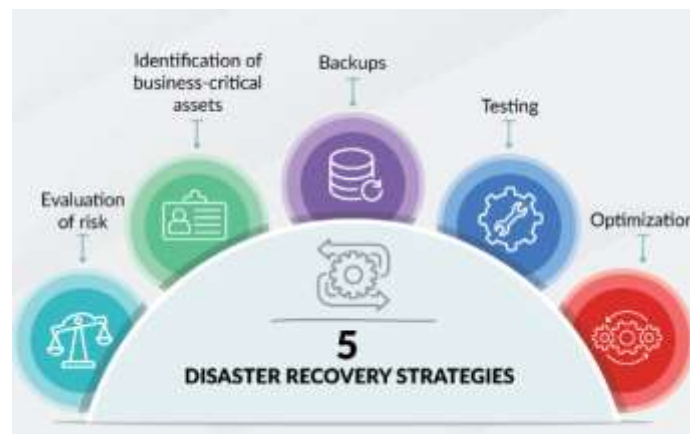 Evaluation
of risk
Identification of
business-critical
assets
Backups
Testing
Optimization
5
DISASTER RECOVERY STRATEGIES